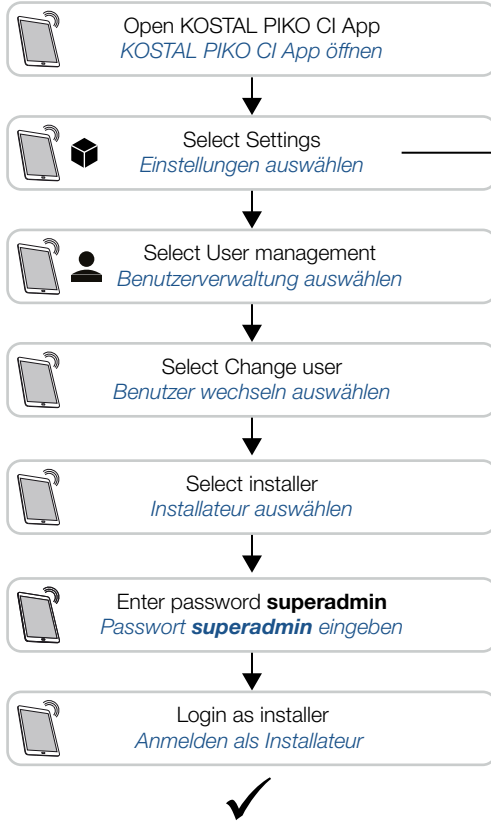 Open KOSTAL PIKO CI App
KOSTAL PIKO CI App öffnen
Select Settings
Einstellungen auswählen
Select User management
Benutzerverwaltung auswählen
Select Change user
Benutzer wechseln auswählen
Select installer
Installateur auswählen
Enter password superadmin
Passwort superadmin eingeben
Login as installer
Anmelden als Installateur